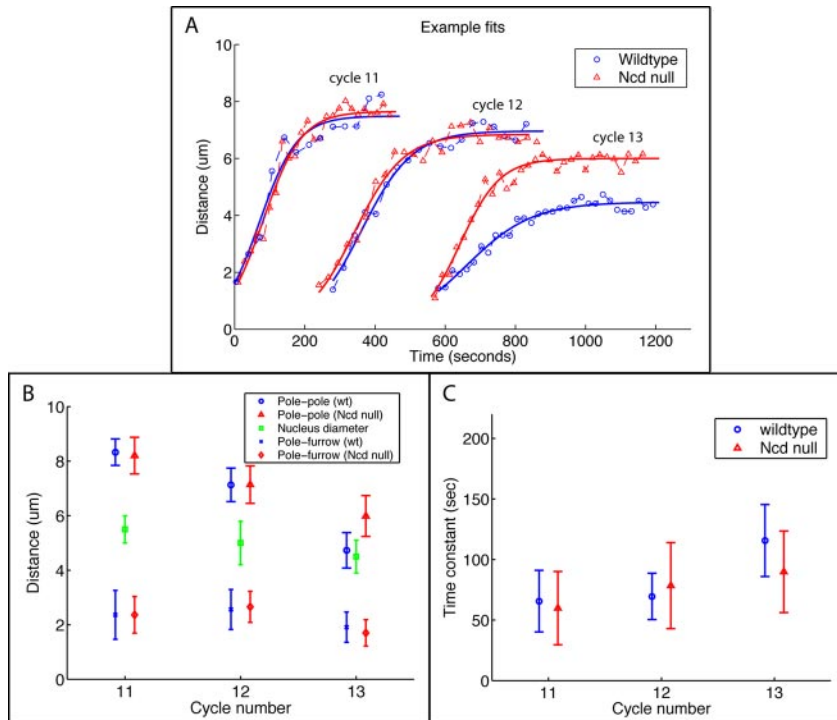 A
Example fits
Wildtype
Ncd null
cycle 11
cycle 12
cycle 13
Distance (um)
10
8
6
4
2
0
0 200 400 600 800 1000 1200
Time (seconds)
B
Pole-pole (wt)
Pole-pole (Ncd null)
Nucleus diameter
Pole-furrow (wt)
Pole-furrow (Ncd null)
Distance (um)
10
8
6
4
2
0
11 12 13
Cycle number
C
wildtype
Ncd null
Time constant (sec)
200
150
100
50
0
11 12 13
Cycle number